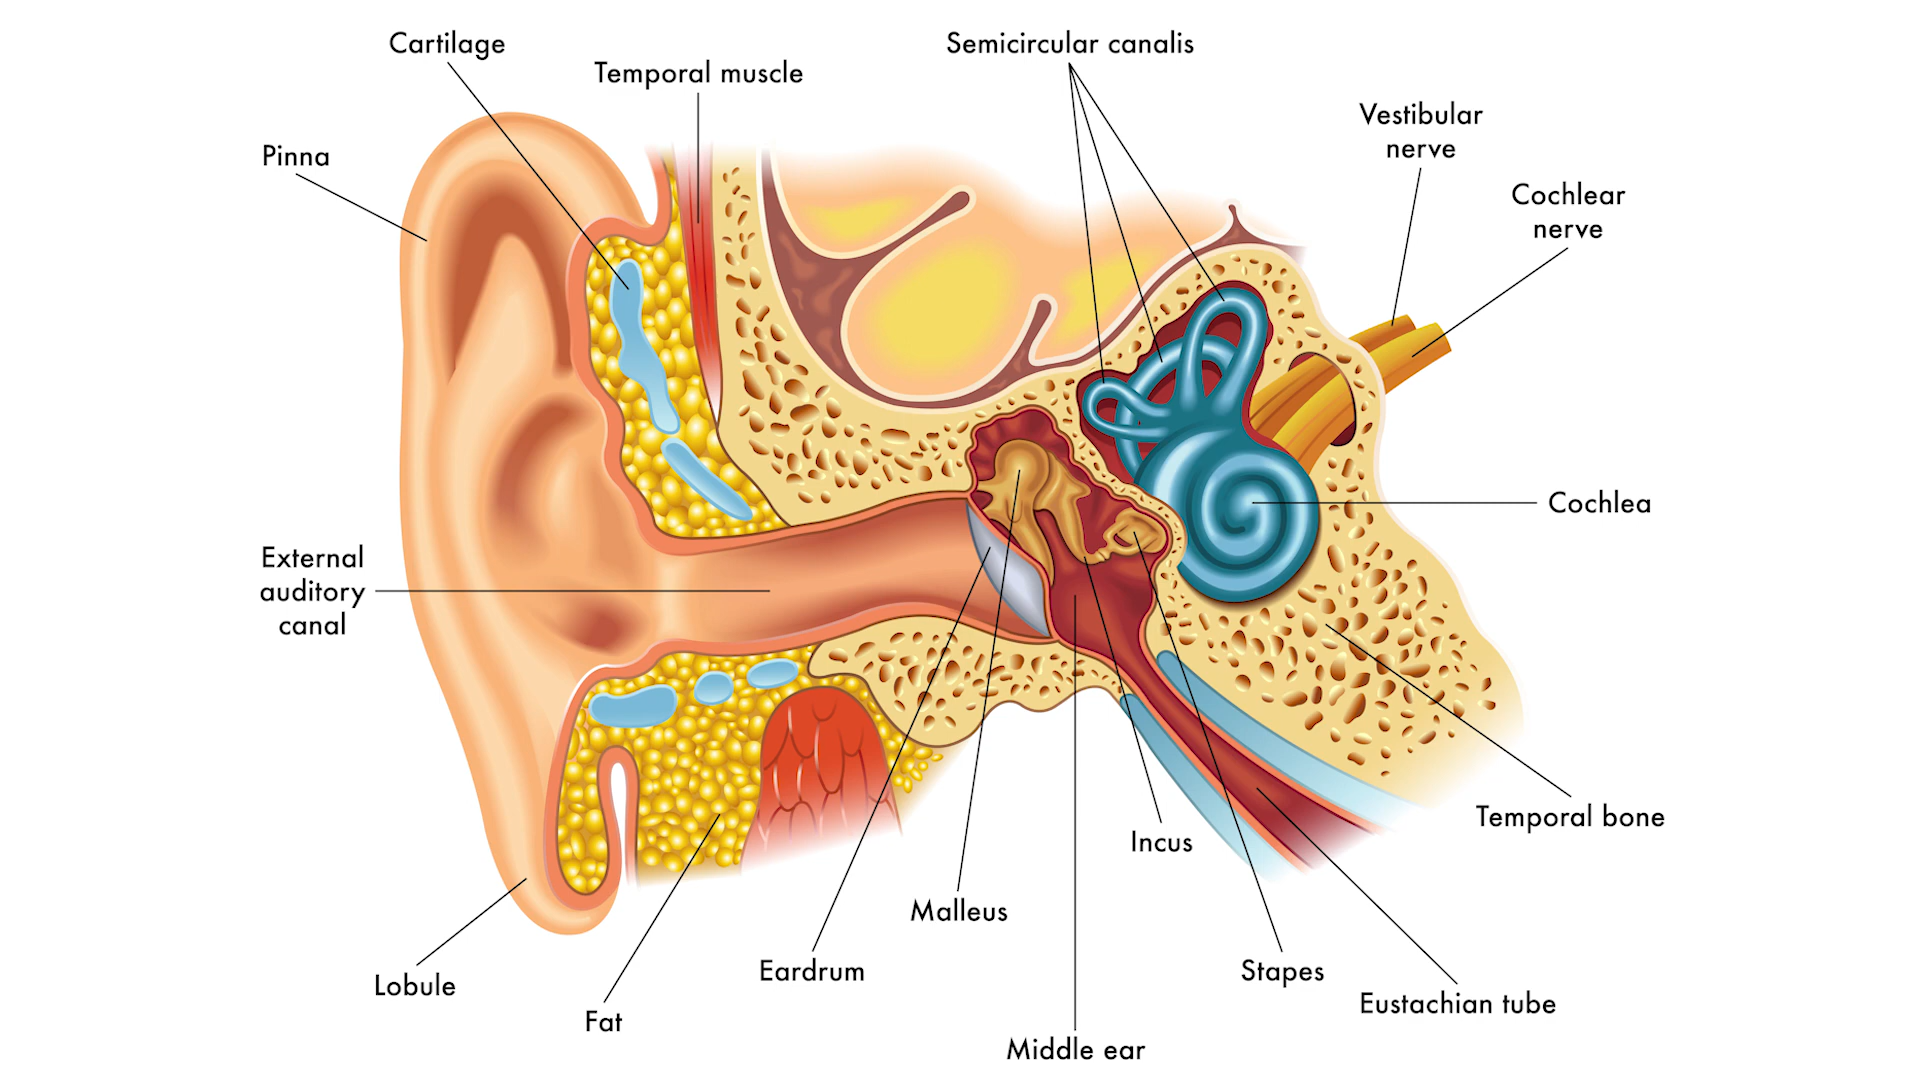 Cartilage
Semicircular canalis
Temporal muscle
Vestibular
nerve
Pinna
Cochlear
nerve
Cochlea
External
auditory
canal
Temporal bone
Incus
Malleus
Eardrum
Stapes
Lobule
Eustachian tube
Fat
Middle ear